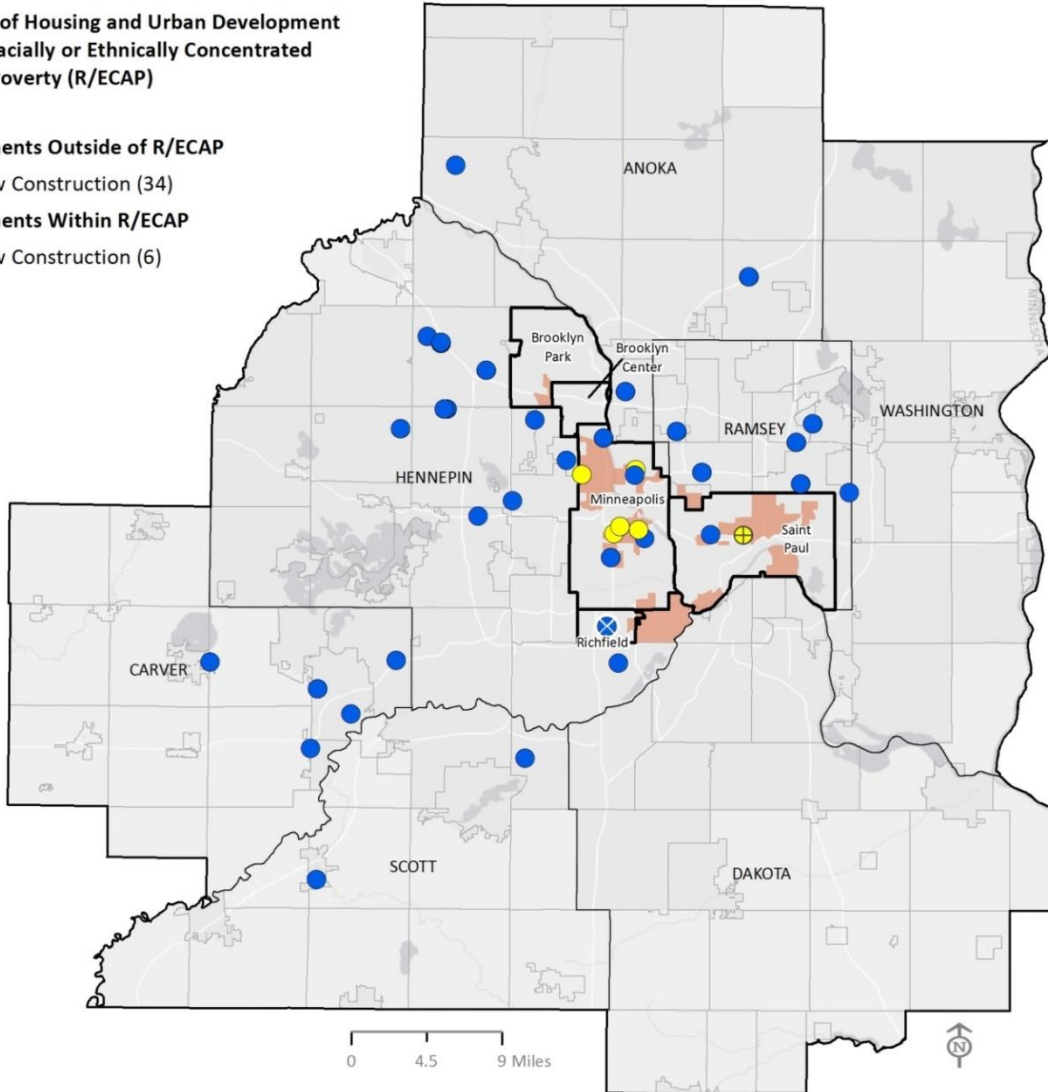 of Housing and Urban Development
acially or Ethnically Concentrated
overty (R/ECAP)
ents Outside of R/ECAP
Construction (34)
ents Within R/ECAP
Construction (6)
ANOKA
MINNESOTA
Brooklyn
Park
Brooklyn
Center
RAMSEY
WASHINGTON
HENNEPIN
Minneapolis
Saint
Paul
Richfield
CARVER
SCOTT
DAKOTA
0 4.5 9 Miles
N